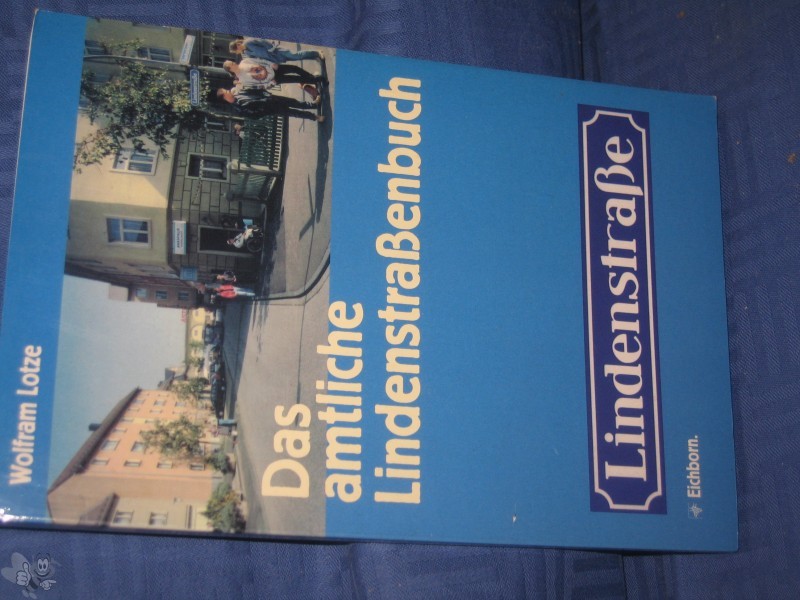 Wolfram Lotze
Das
amtliche
Lindenstraßenbuch
Lindenstraße
Eichborn.